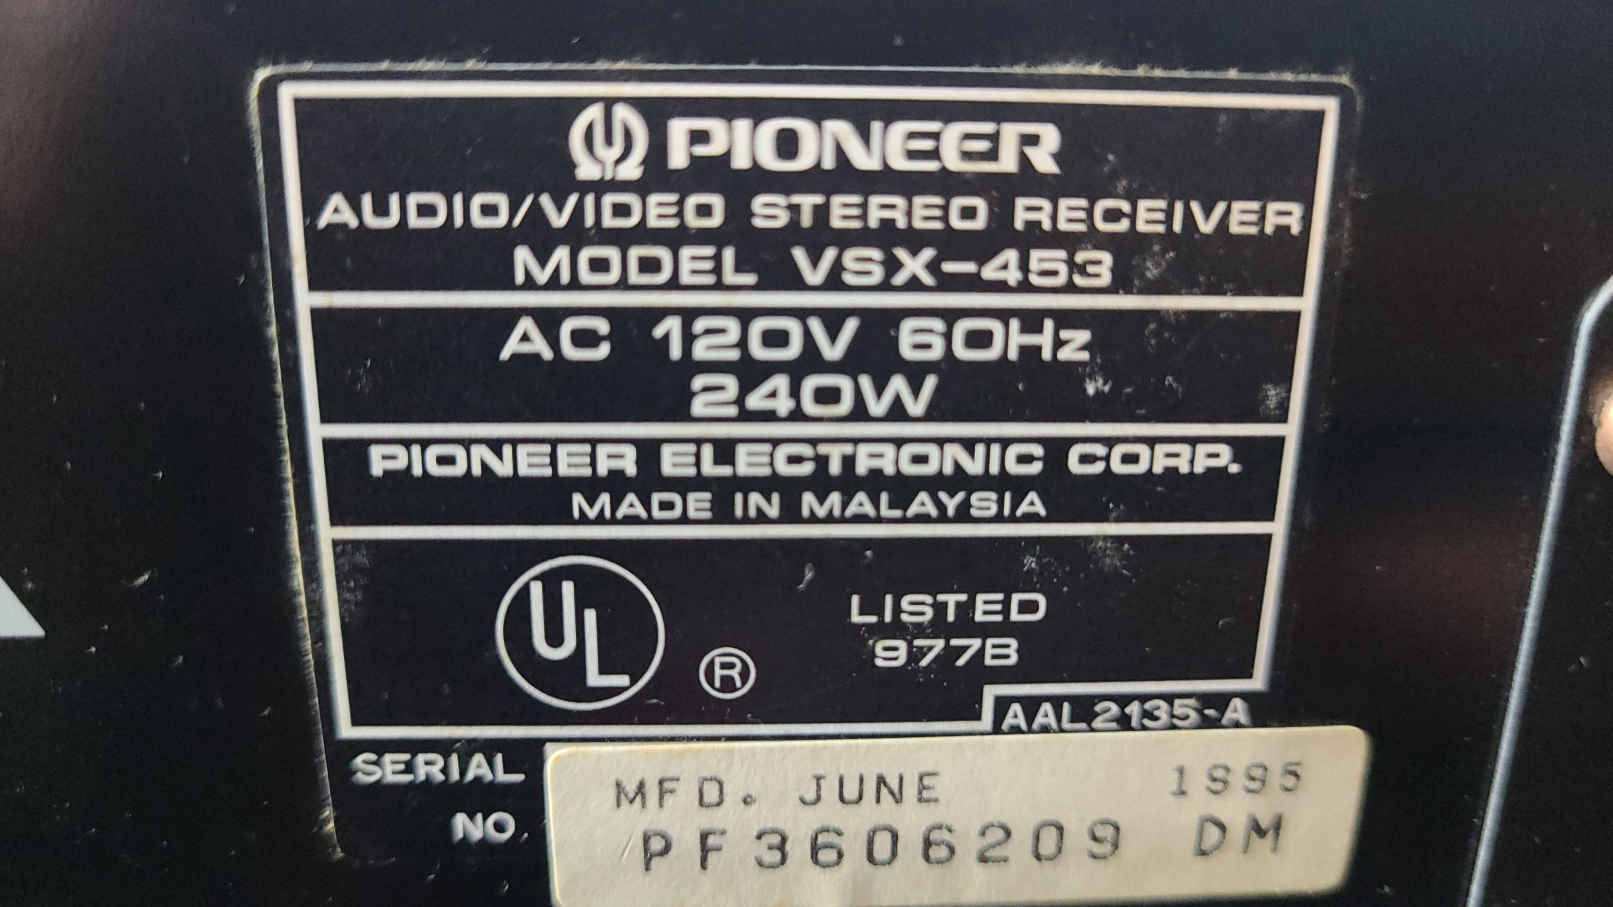 PIONEER
AUDIO/VIDEO STEREO RECEIVER
MODEL VSX-453
AC 120V 60Hz
240W
PIONEER ELECTRONIC CORP.
MADE IN MALAYSIA
UL ® LISTED
977B
AAL2135-A
SERIAL NO.
MFD. JUNE 1995
PF3606209 DM